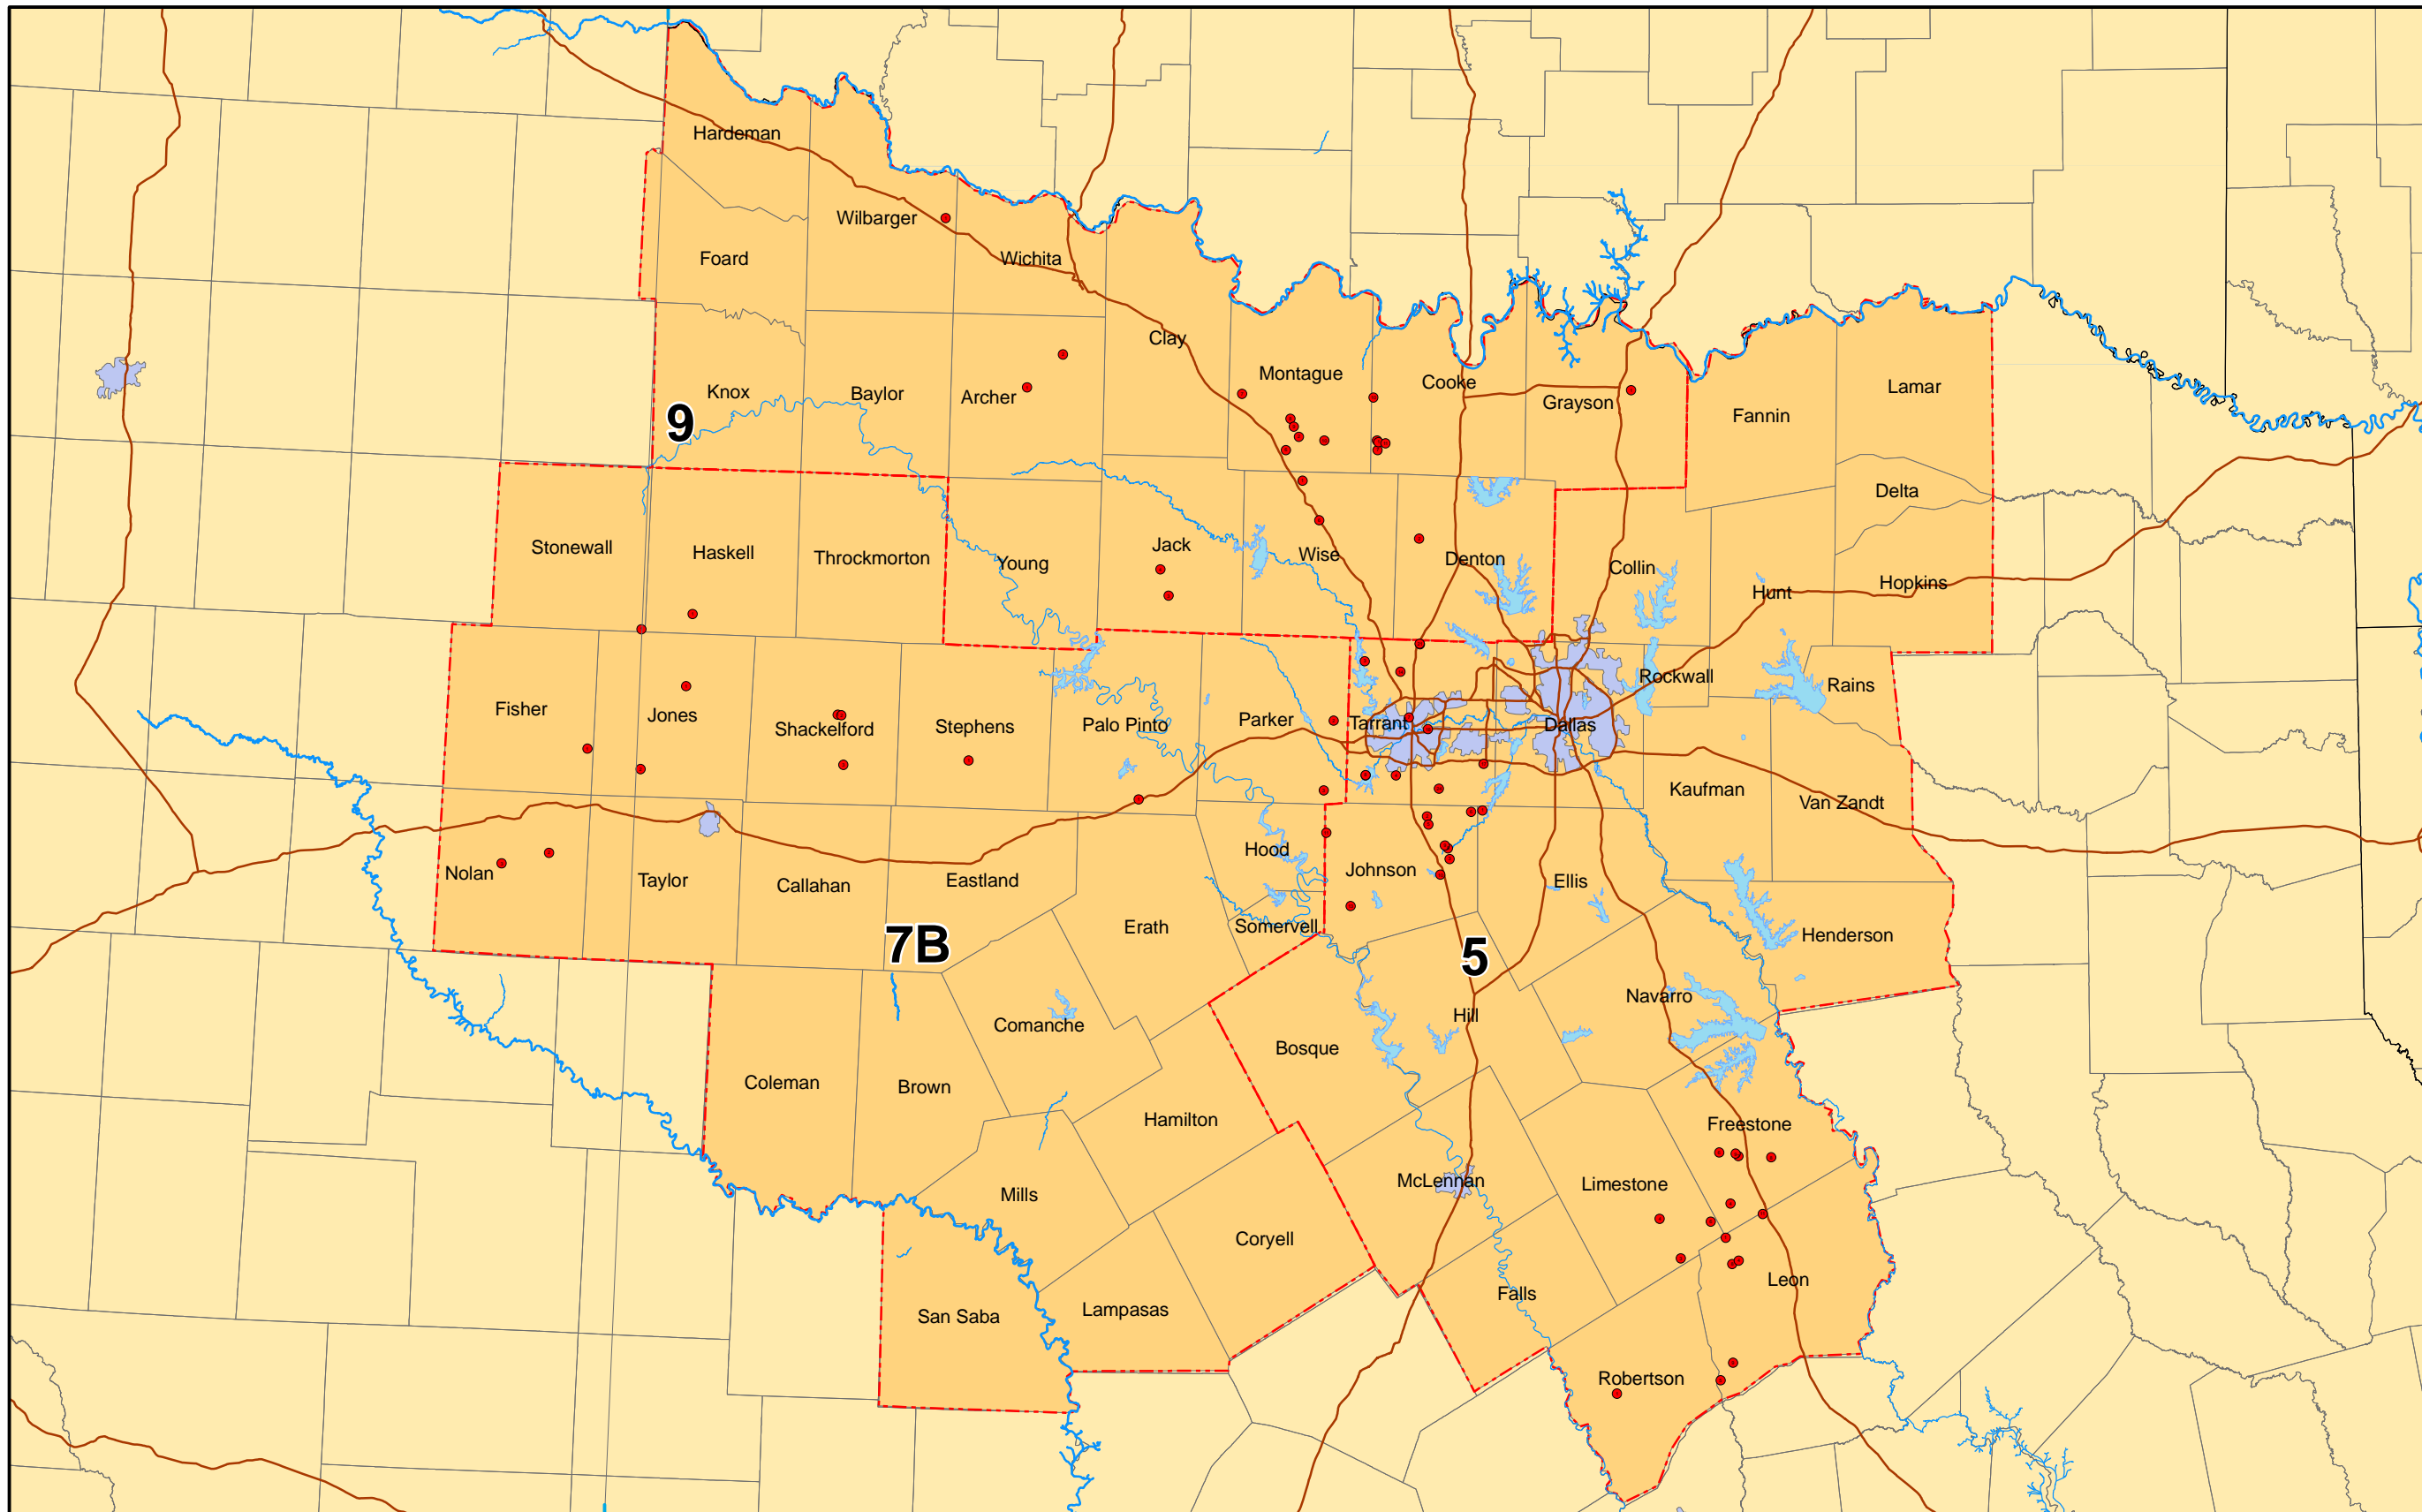 Hardeman
Wilbarger
Foard
Wichita
Clay
Montague
Cooke
Grayson
Fannin
Lamar
Knox
Baylor
Archer
9
Delta
Stonewall
Haskell
Throckmorton
Young
Jack
Wise
Denton
Collin
Hunt
Hopkins
Fisher
Jones
Shackelford
Stephens
Palo Pinto
Parker
Tarrant
Dallas
Rockwall
Rains
Kaufman
Van Zandt
Nolan
Taylor
Callahan
Eastland
Hood
Johnson
Ellis
Erath
Somervell
Henderson
7B
5
Comanche
Bosque
Hill
Navarro
Coleman
Brown
Hamilton
Freestone
Mills
McLennan
Limestone
Coryell
San Saba
Lampasas
Falls
Leon
Robertson